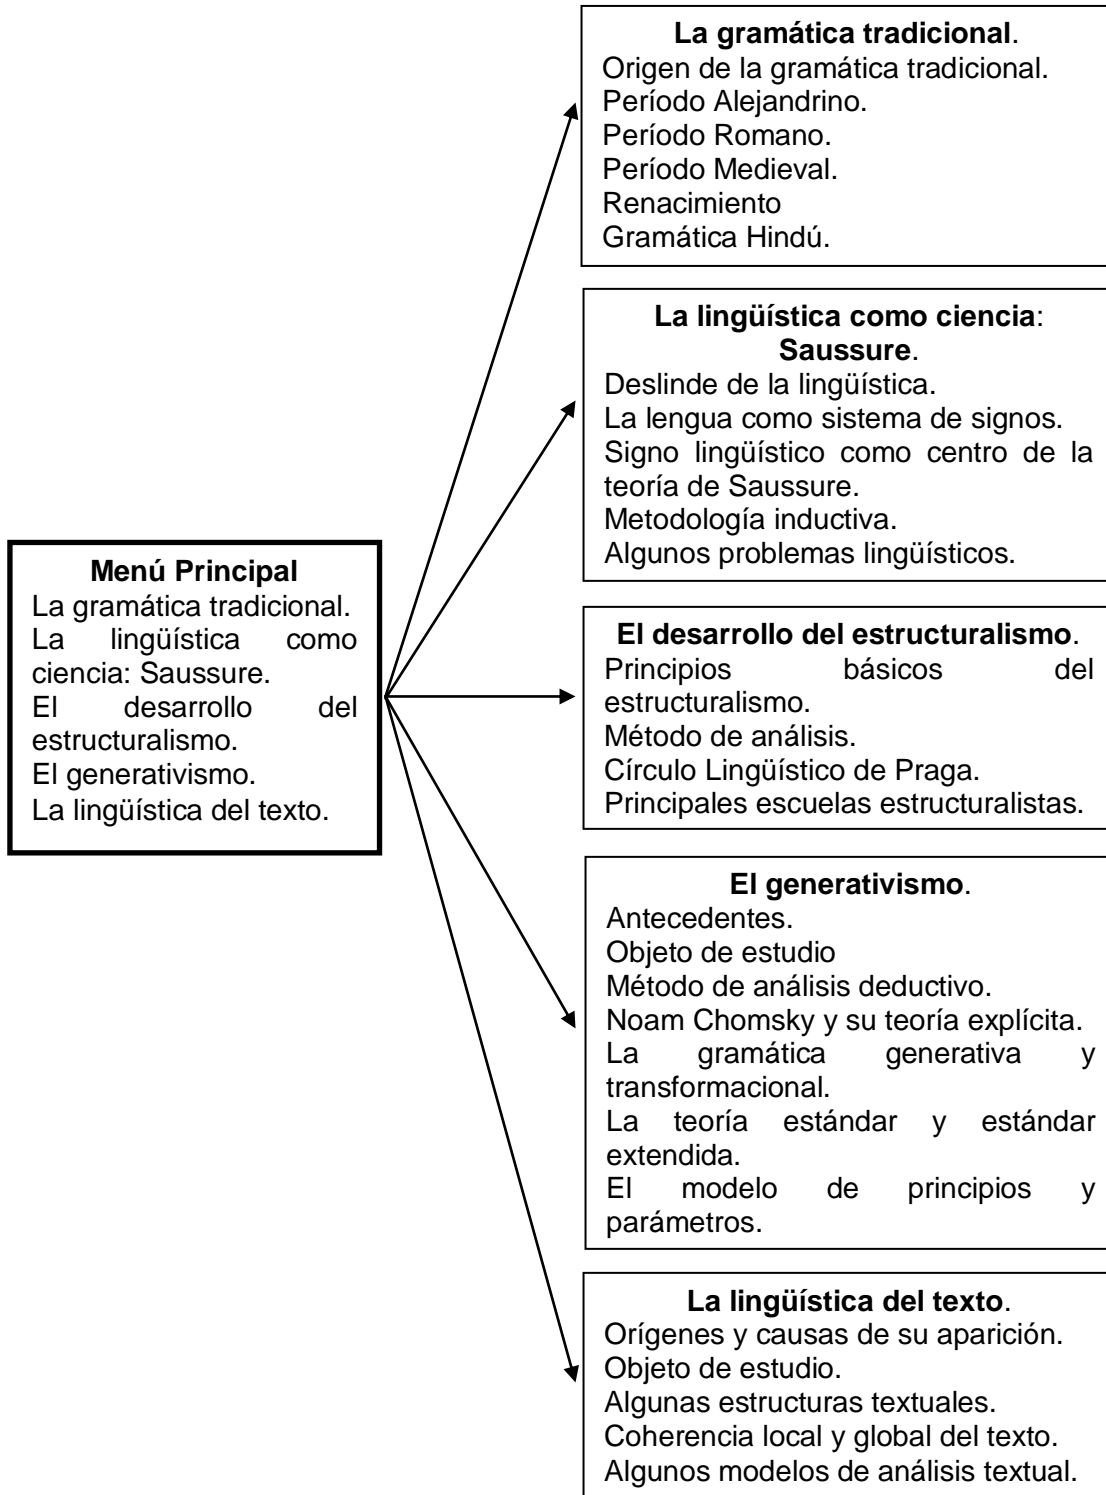 Menú Principal
La gramática tradicional.
La lingüística como
ciencia: Saussure.
El desarrollo del
estructuralismo.
El generativismo.
La lingüística del texto.
La gramática tradicional.
Origen de la gramática tradicional.
Período Alejandrino.
Período Romano.
Período Medieval.
Renacimiento
Gramática Hindú.
La lingüística como ciencia:
Saussure.
Deslinde de la lingüística.
La lengua como sistema de signos.
Signo lingüístico como centro de la
teoría de Saussure.
Metodología inductiva.
Algunos problemas lingüísticos.
El desarrollo del estructuralismo.
Principios básicos del
estructuralismo.
Método de análisis.
Círculo Lingüístico de Praga.
Principales escuelas estructuralistas.
El generativismo.
Antecedentes.
Objeto de estudio
Método de análisis deductivo.
Noam Chomsky y su teoría explícita.
La gramática generativa y
transformacional.
La teoría estándar y estándar
extendida.
El modelo de principios y
parámetros.
La lingüística del texto.
Orígenes y causas de su aparición.
Objeto de estudio.
Algunas estructuras textuales.
Coherencia local y global del texto.
Algunos modelos de análisis textual.